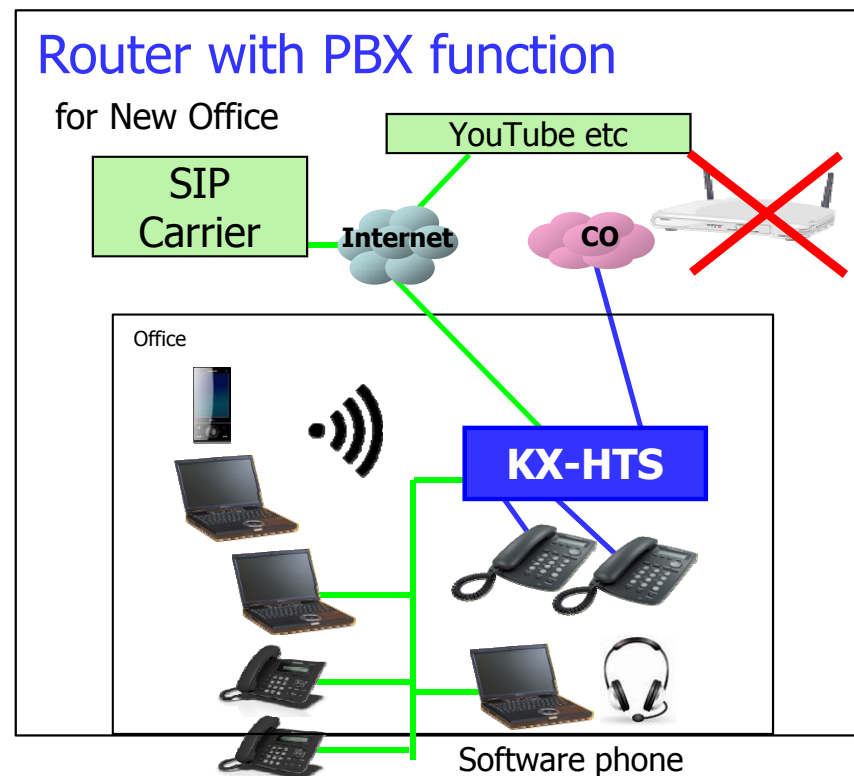 Router with PBX function
for New Office
YouTube etc
SIP
Carrier
Internet
CO
Office
KX-HTS
Software phone